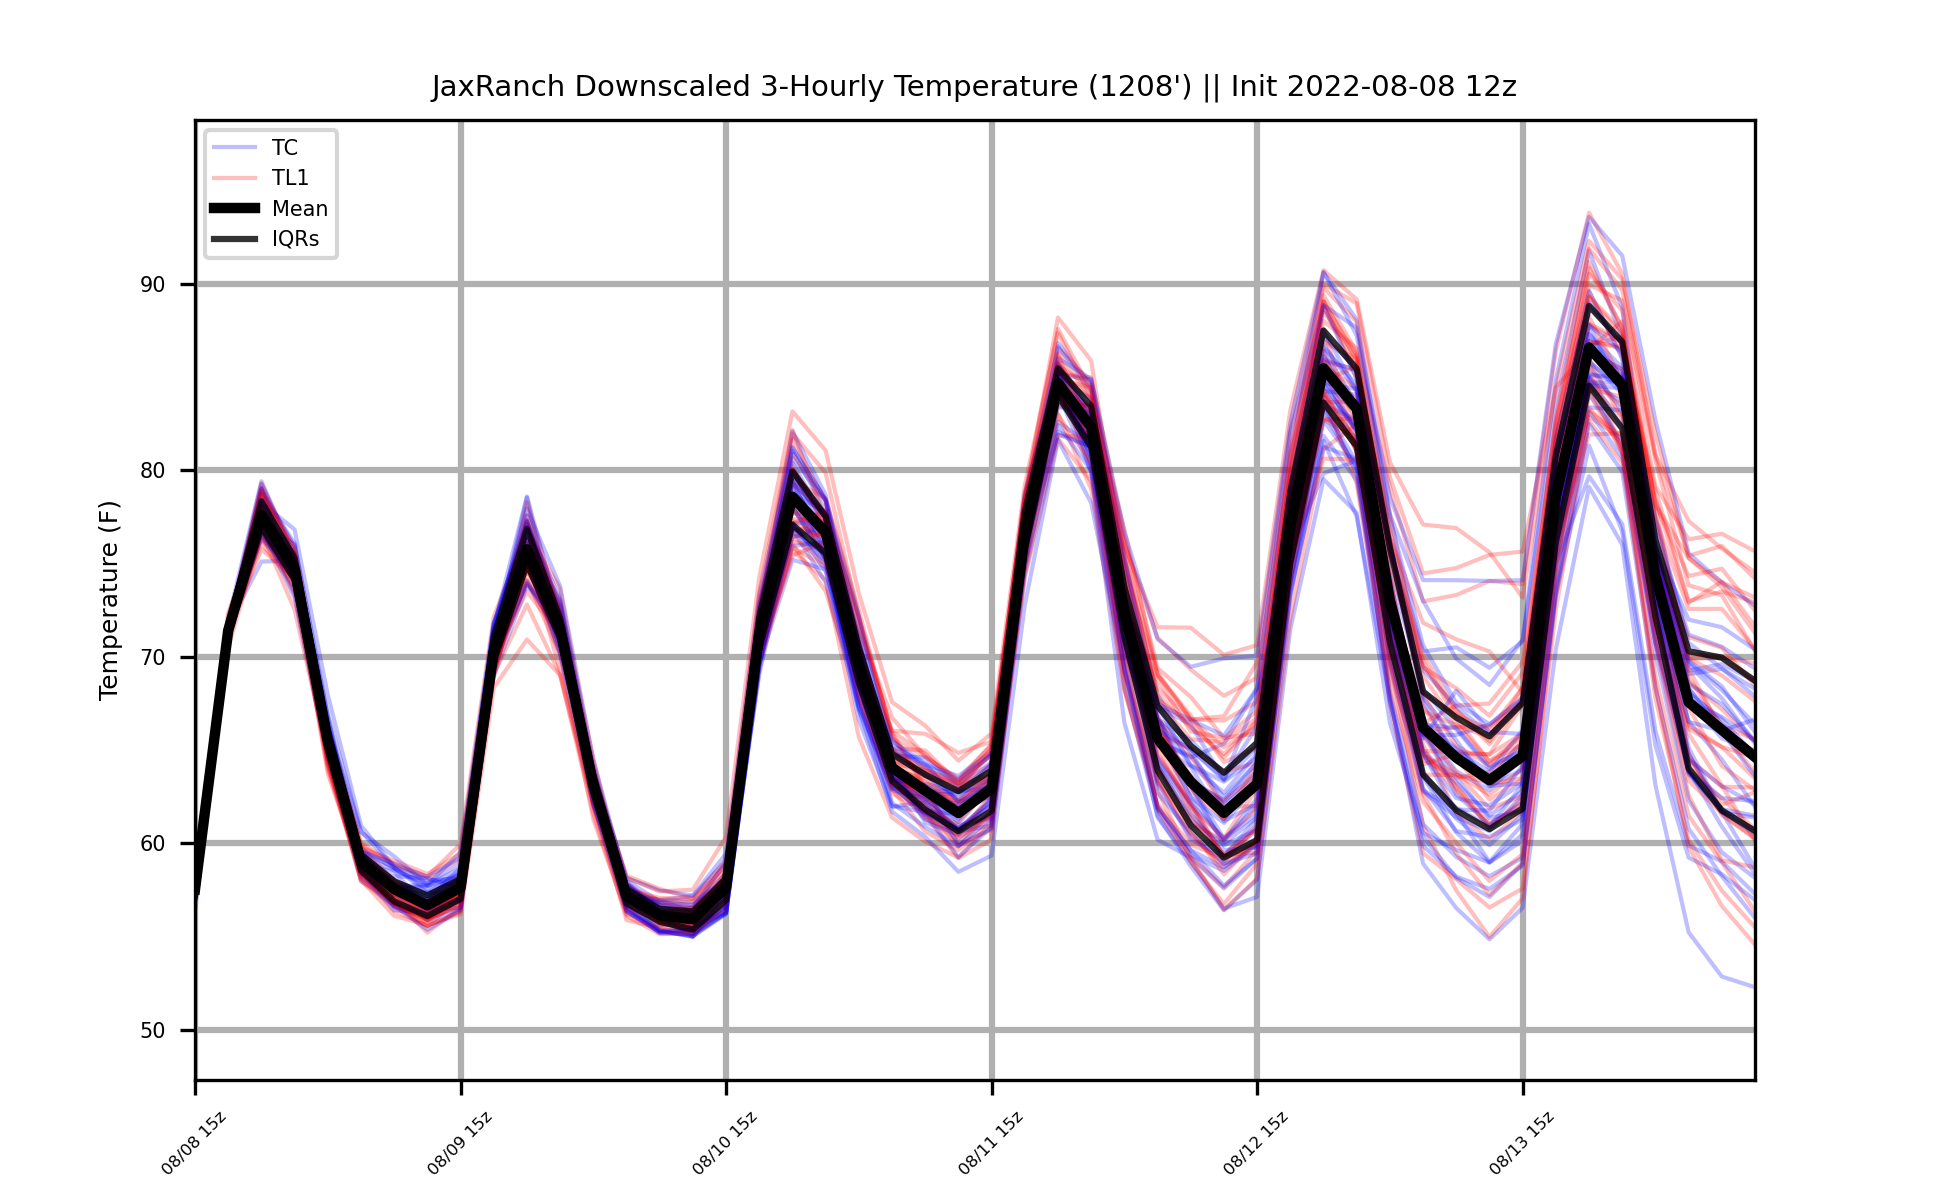 JaxRanch Downscaled 3-Hourly Temperature (1208') || Init 2022-08-08 12z
TC
TL1
Mean
IQRs
Temperature (F)
90
80
70
60
50
08/08 15z
08/09 15z
08/10 15z
08/11 15z
08/12 15z
08/13 15z